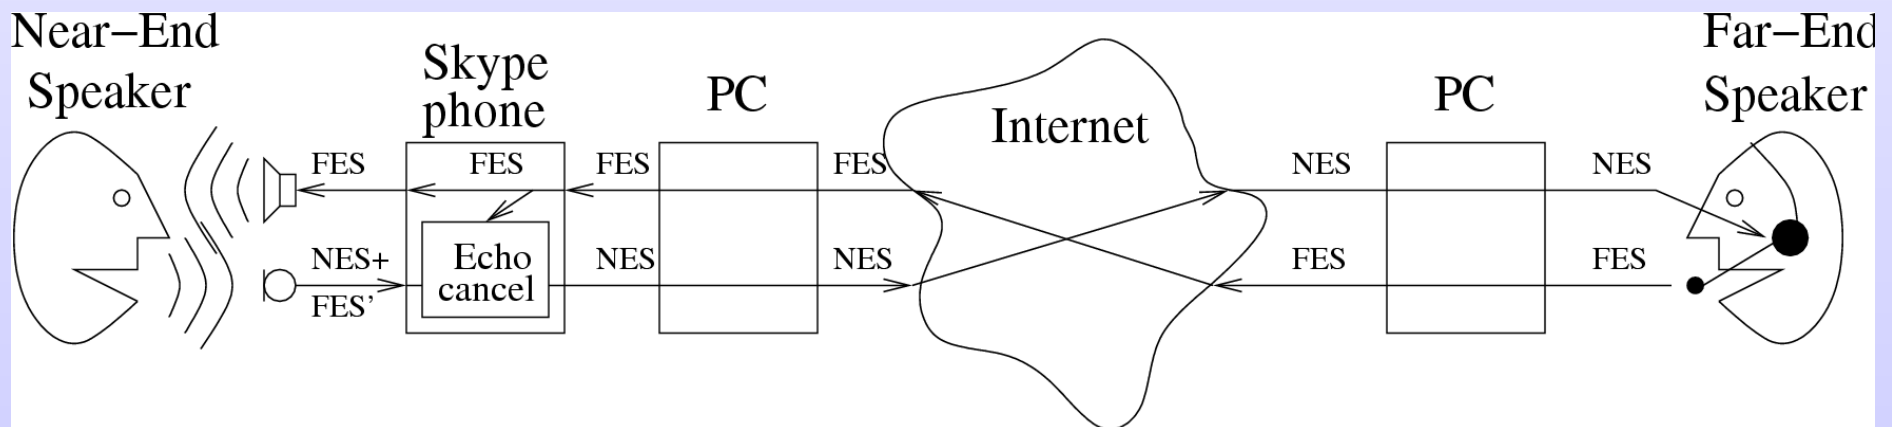 Near–End
Speaker
Skype
phone
PC
Internet
PC
Far–End
Speaker
FES
FES
FES
FES
NES
NES
NES+
FES’
Echo
cancel
NES
NES
FES
FES